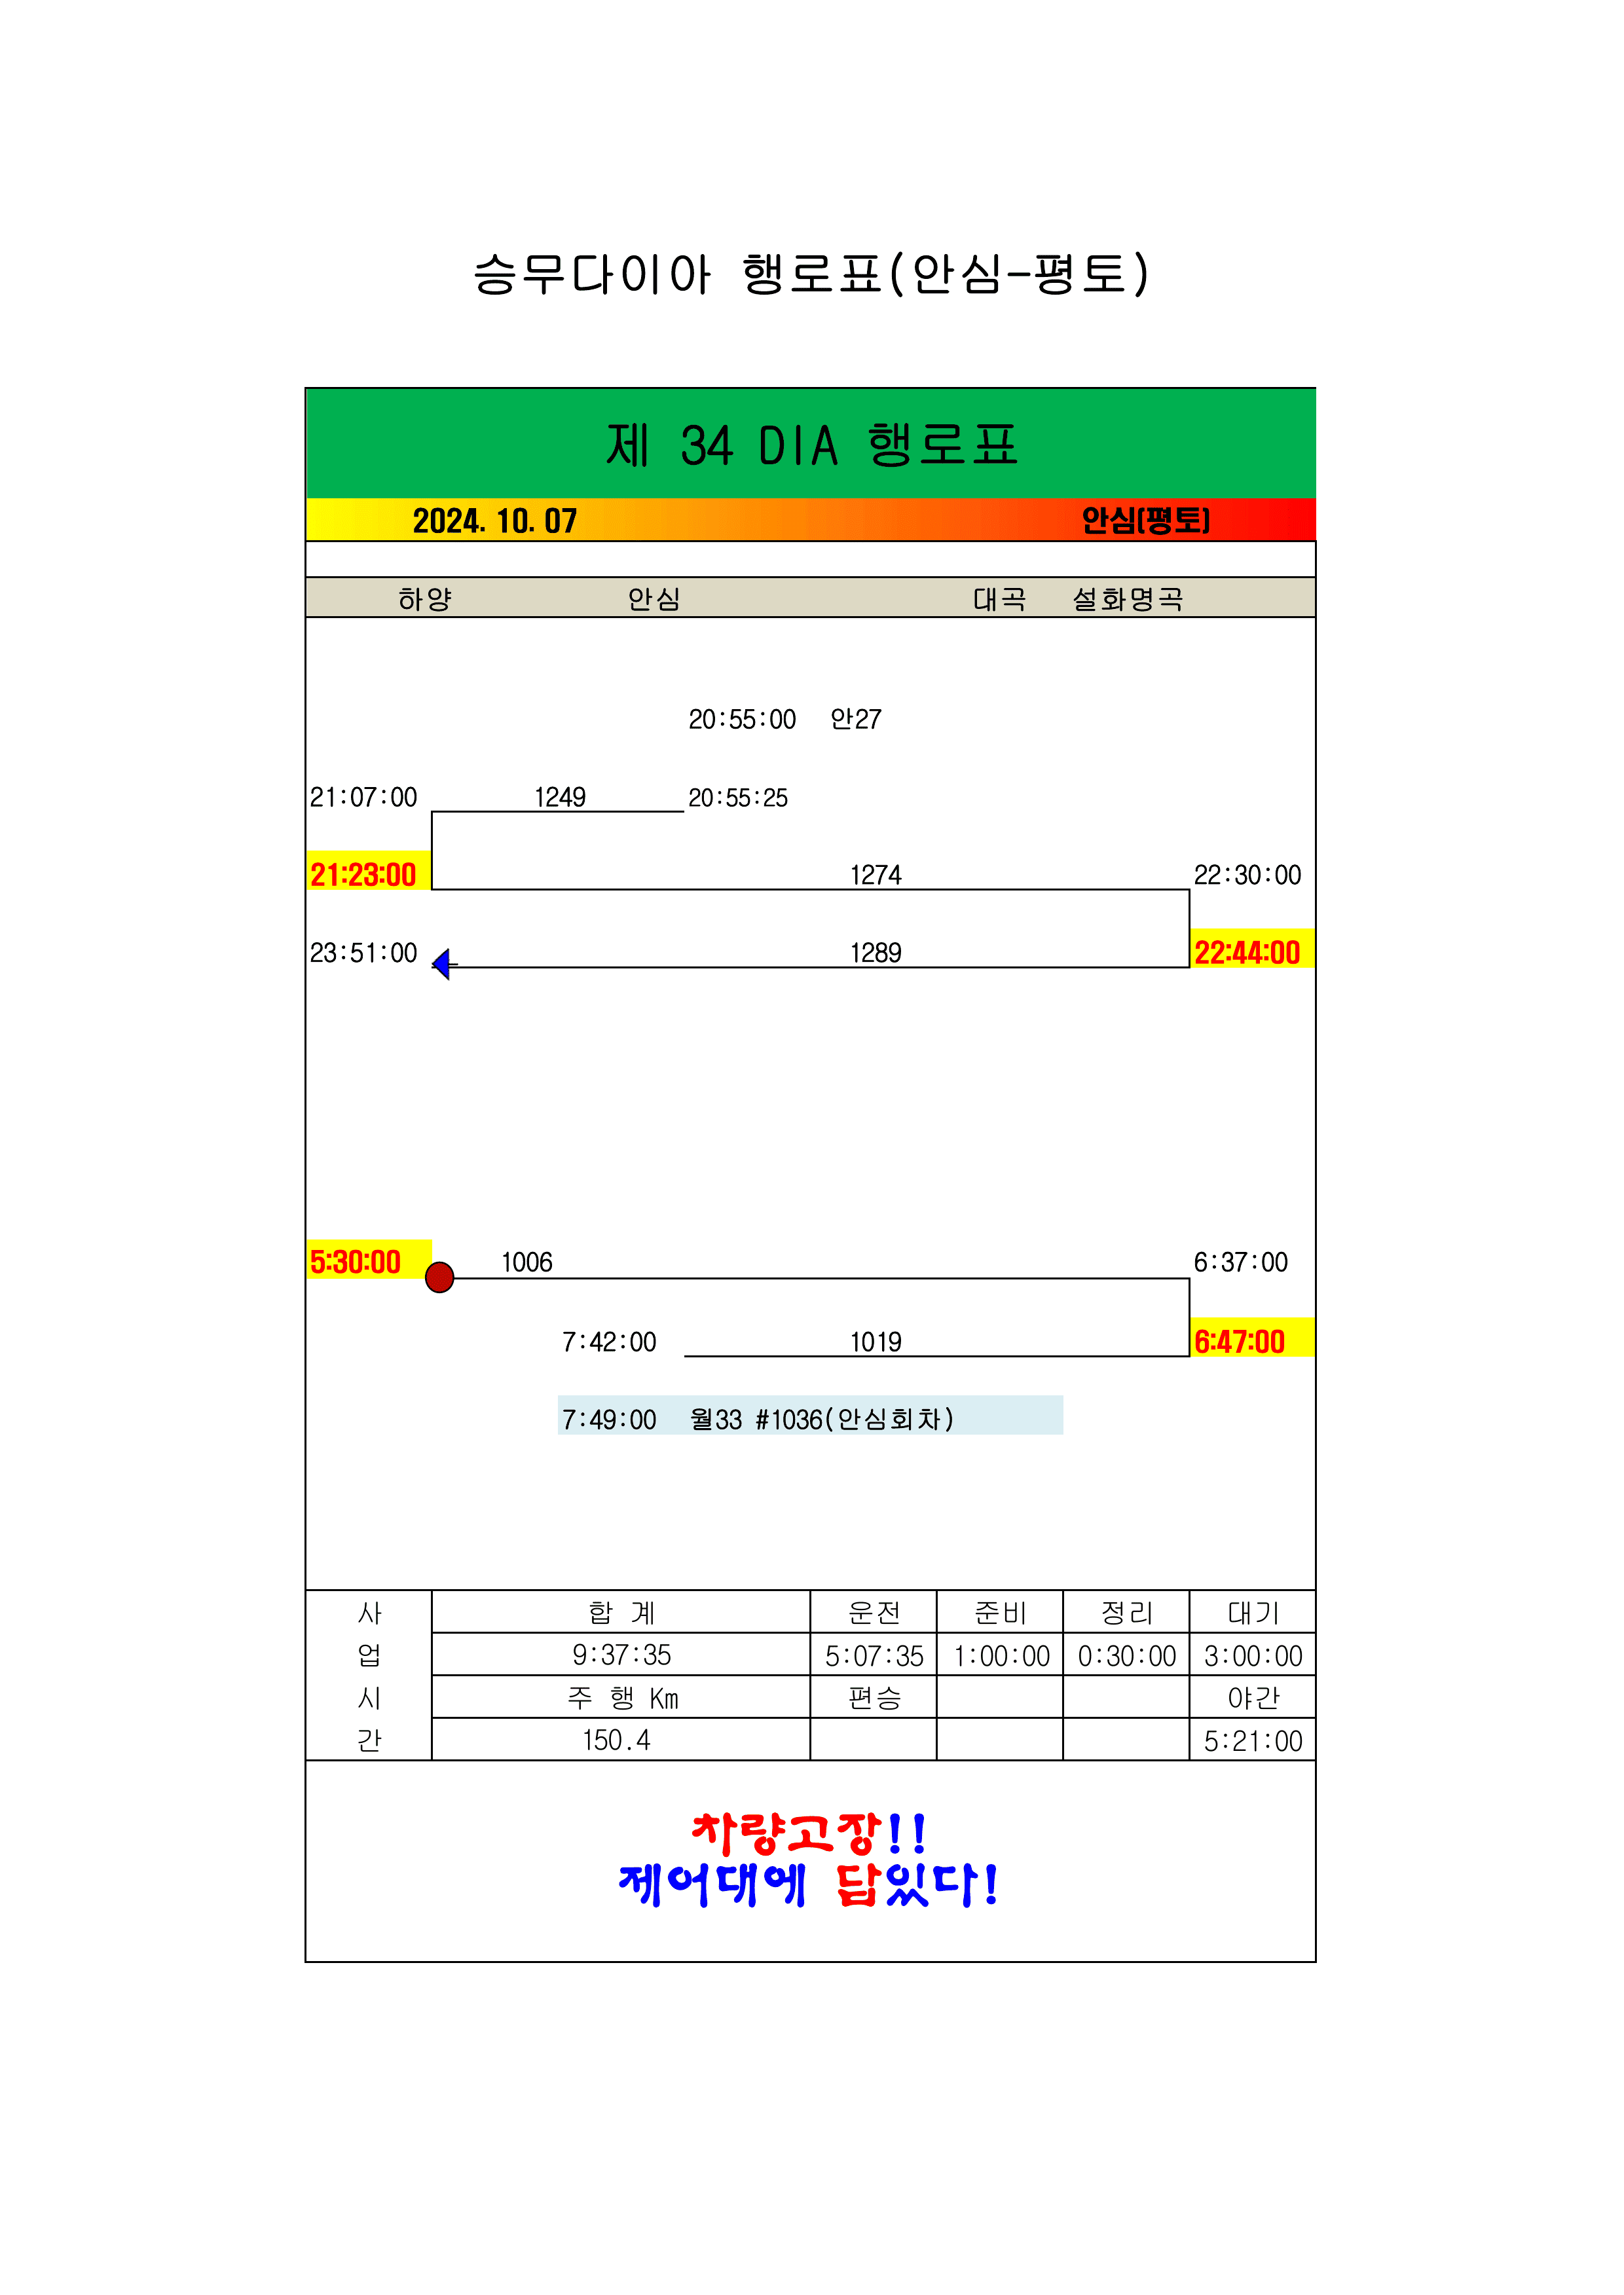 승무다이아 행로표(안심-평토)
제 34 DIA 행로표
2024. 10. 07 안심(평토)
하양 안심 대곡 설화명곡
20:55:00 안27
21:07:00 1249 20:55:25
21:23:00 1274 22:30:00
23:51:00 1289 22:44:00
5:30:00 1006 6:37:00
7:42:00 1019 6:47:00
7:49:00 월33 #1036(안심회차)
사 합 계 운전 준비 정리 대기
업 9:37:35 5:07:35 1:00:00 0:30:00 3:00:00
시 주 행 Km 편승 야간
간 150.4 5:21:00
차량고장!!
제어대에 답있다!